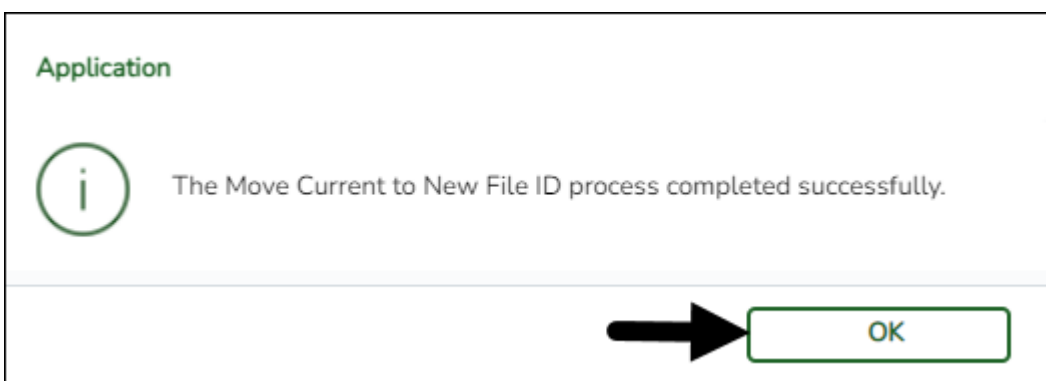 Application
The Move Current to New File ID process completed successfully.
OK